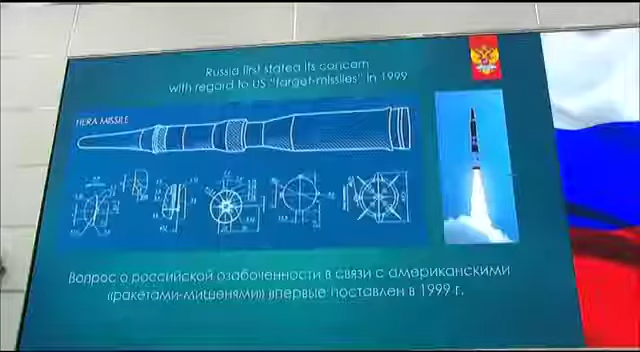 Russia first stated its concern
with regard to US "target-missiles" in 1999
HERA MISSILE
Вопрос о российской озабоченности в связи с американскими
«ракетами-мишенями» впервые поставлен в 1999 г.